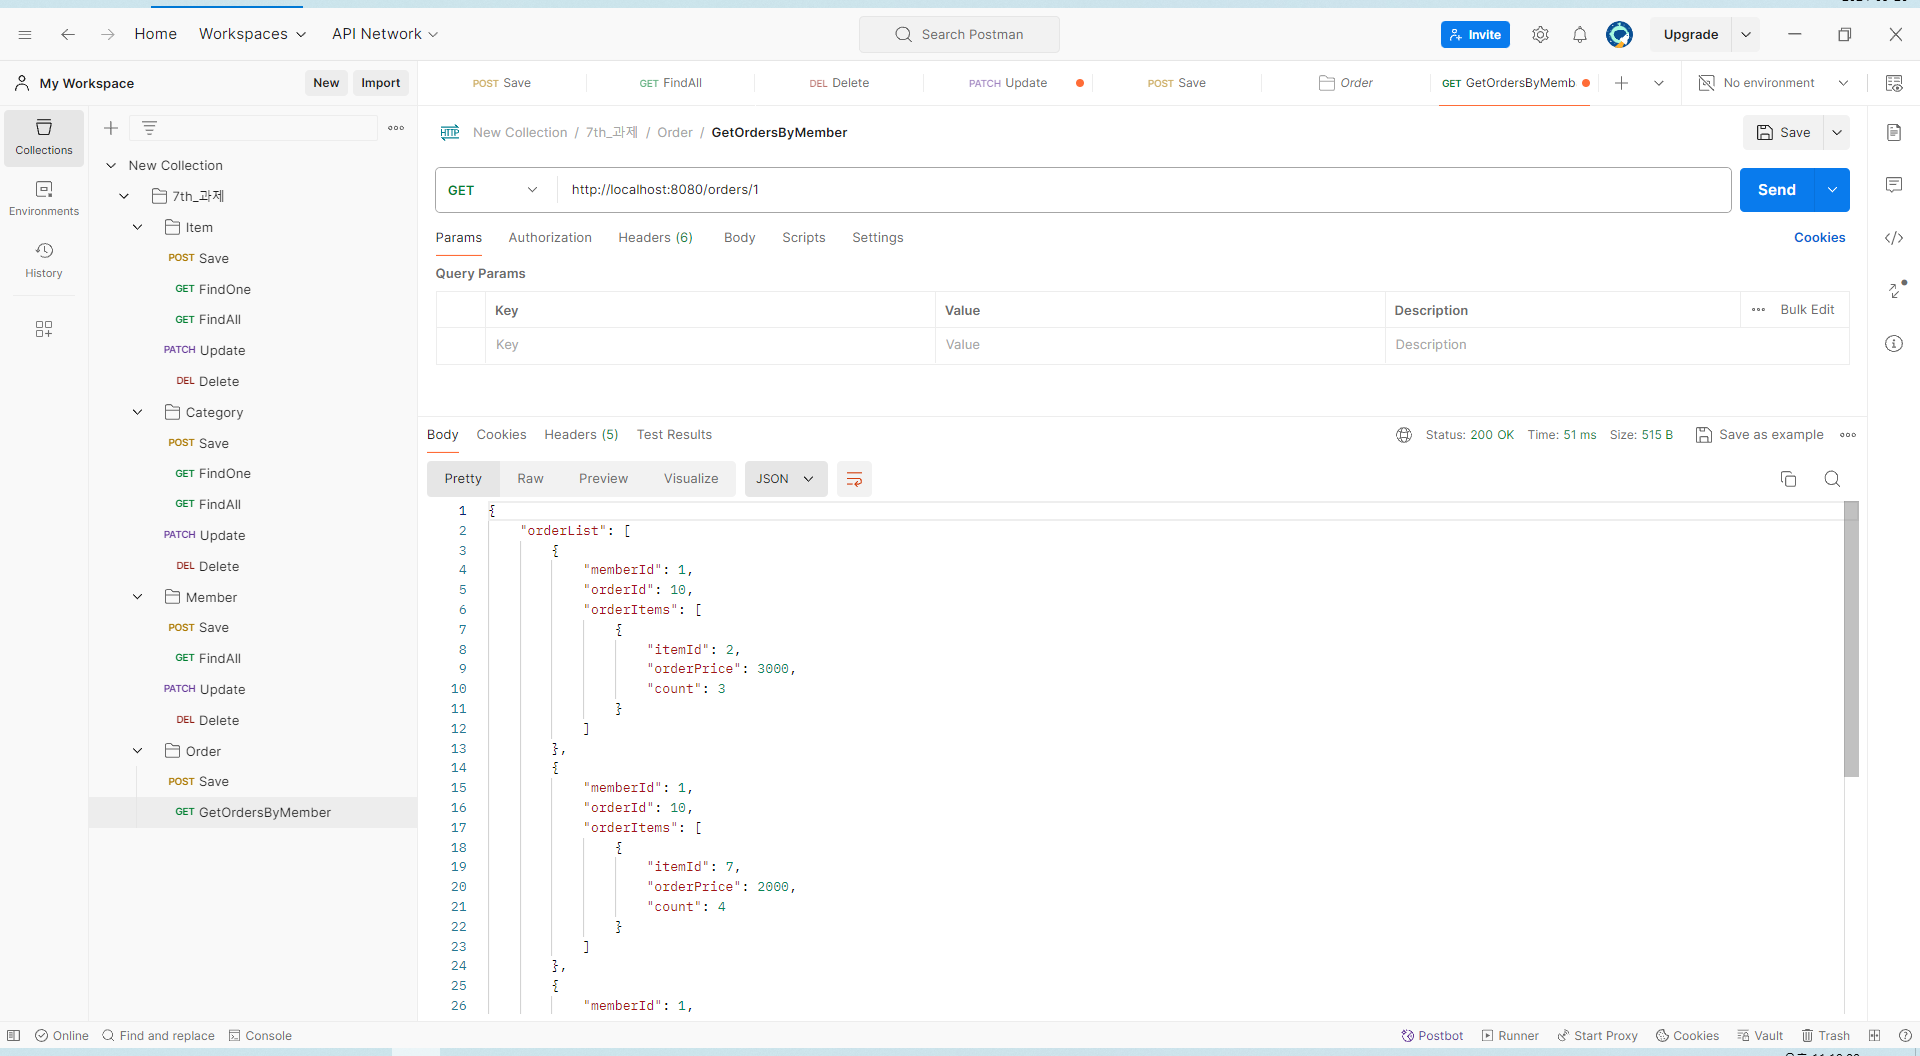 Home
Workspaces
API Network
Search Postman
Invite
Upgrade
My Workspace
New
Import
POST Save
GET FindAll
DEL Delete
PATCH Update
POST Save
Order
GET GetOrdersByMemb
No environment
Collections
Environments
History
New Collection
7th_과제
Item
POST Save
GET FindOne
GET FindAll
PATCH Update
DEL Delete
Category
POST Save
GET FindOne
GET FindAll
PATCH Update
DEL Delete
Member
POST Save
GET FindAll
PATCH Update
DEL Delete
Order
POST Save
GET GetOrdersByMember
HTTP New Collection / 7th_과제 / Order / GetOrdersByMember
Save
GET
http://localhost:8080/orders/1
Send
Params Authorization Headers (6) Body Scripts Settings
Cookies
Query Params
Key Value Description
Bulk Edit
Key Value Description
Body Cookies Headers (5) Test Results
Status: 200 OK Time: 51 ms Size: 515 B
Save as example
Pretty Raw Preview Visualize
JSON
1 {
2 "orderList": [
3 {
4 "memberId": 1,
5 "orderId": 10,
6 "orderItems": [
7 {
8 "itemId": 2,
9 "orderPrice": 3000,
10 "count": 3
11 }
12 ]
13 },
14 {
15 "memberId": 1,
16 "orderId": 10,
17 "orderItems": [
18 {
19 "itemId": 7,
20 "orderPrice": 2000,
21 "count": 4
22 }
23 ]
24 },
25 {
26 "memberId": 1,
Online
Find and replace
Console
Postbot
Runner
Start Proxy
Cookies
Vault
Trash